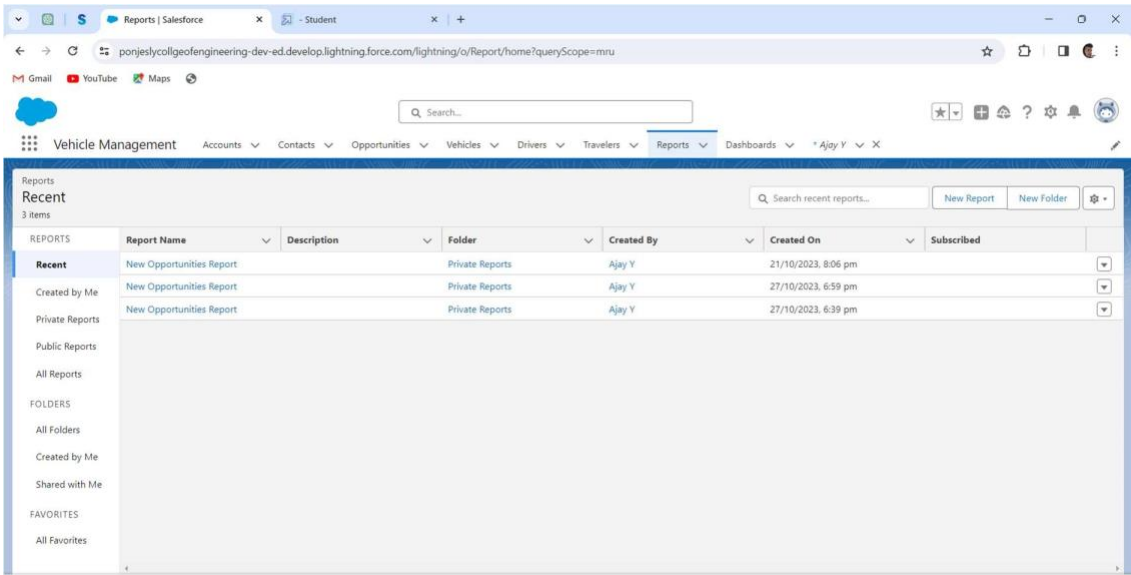 S Reports | Salesforce - Student
ponjeslycollgeofengineering-dev-ed.develop.lightning.force.com/lightning/o/Report/home?queryScope=mru
Gmail YouTube Maps
Search...
Vehicle Management Accounts Contacts Opportunities Vehicles Drivers Travelers Reports Dashboards * Ajay Y
Reports
Recent
3 items
Search recent reports... New Report New Folder
REPORTS Report Name Description Folder Created By Created On Subscribed
Recent New Opportunities Report Private Reports Ajay Y 21/10/2023, 8:06 pm
Created by Me New Opportunities Report Private Reports Ajay Y 27/10/2023, 6:59 pm
Private Reports New Opportunities Report Private Reports Ajay Y 27/10/2023, 6:39 pm
Public Reports
All Reports
FOLDERS
All Folders
Created by Me
Shared with Me
FAVORITES
All Favorites